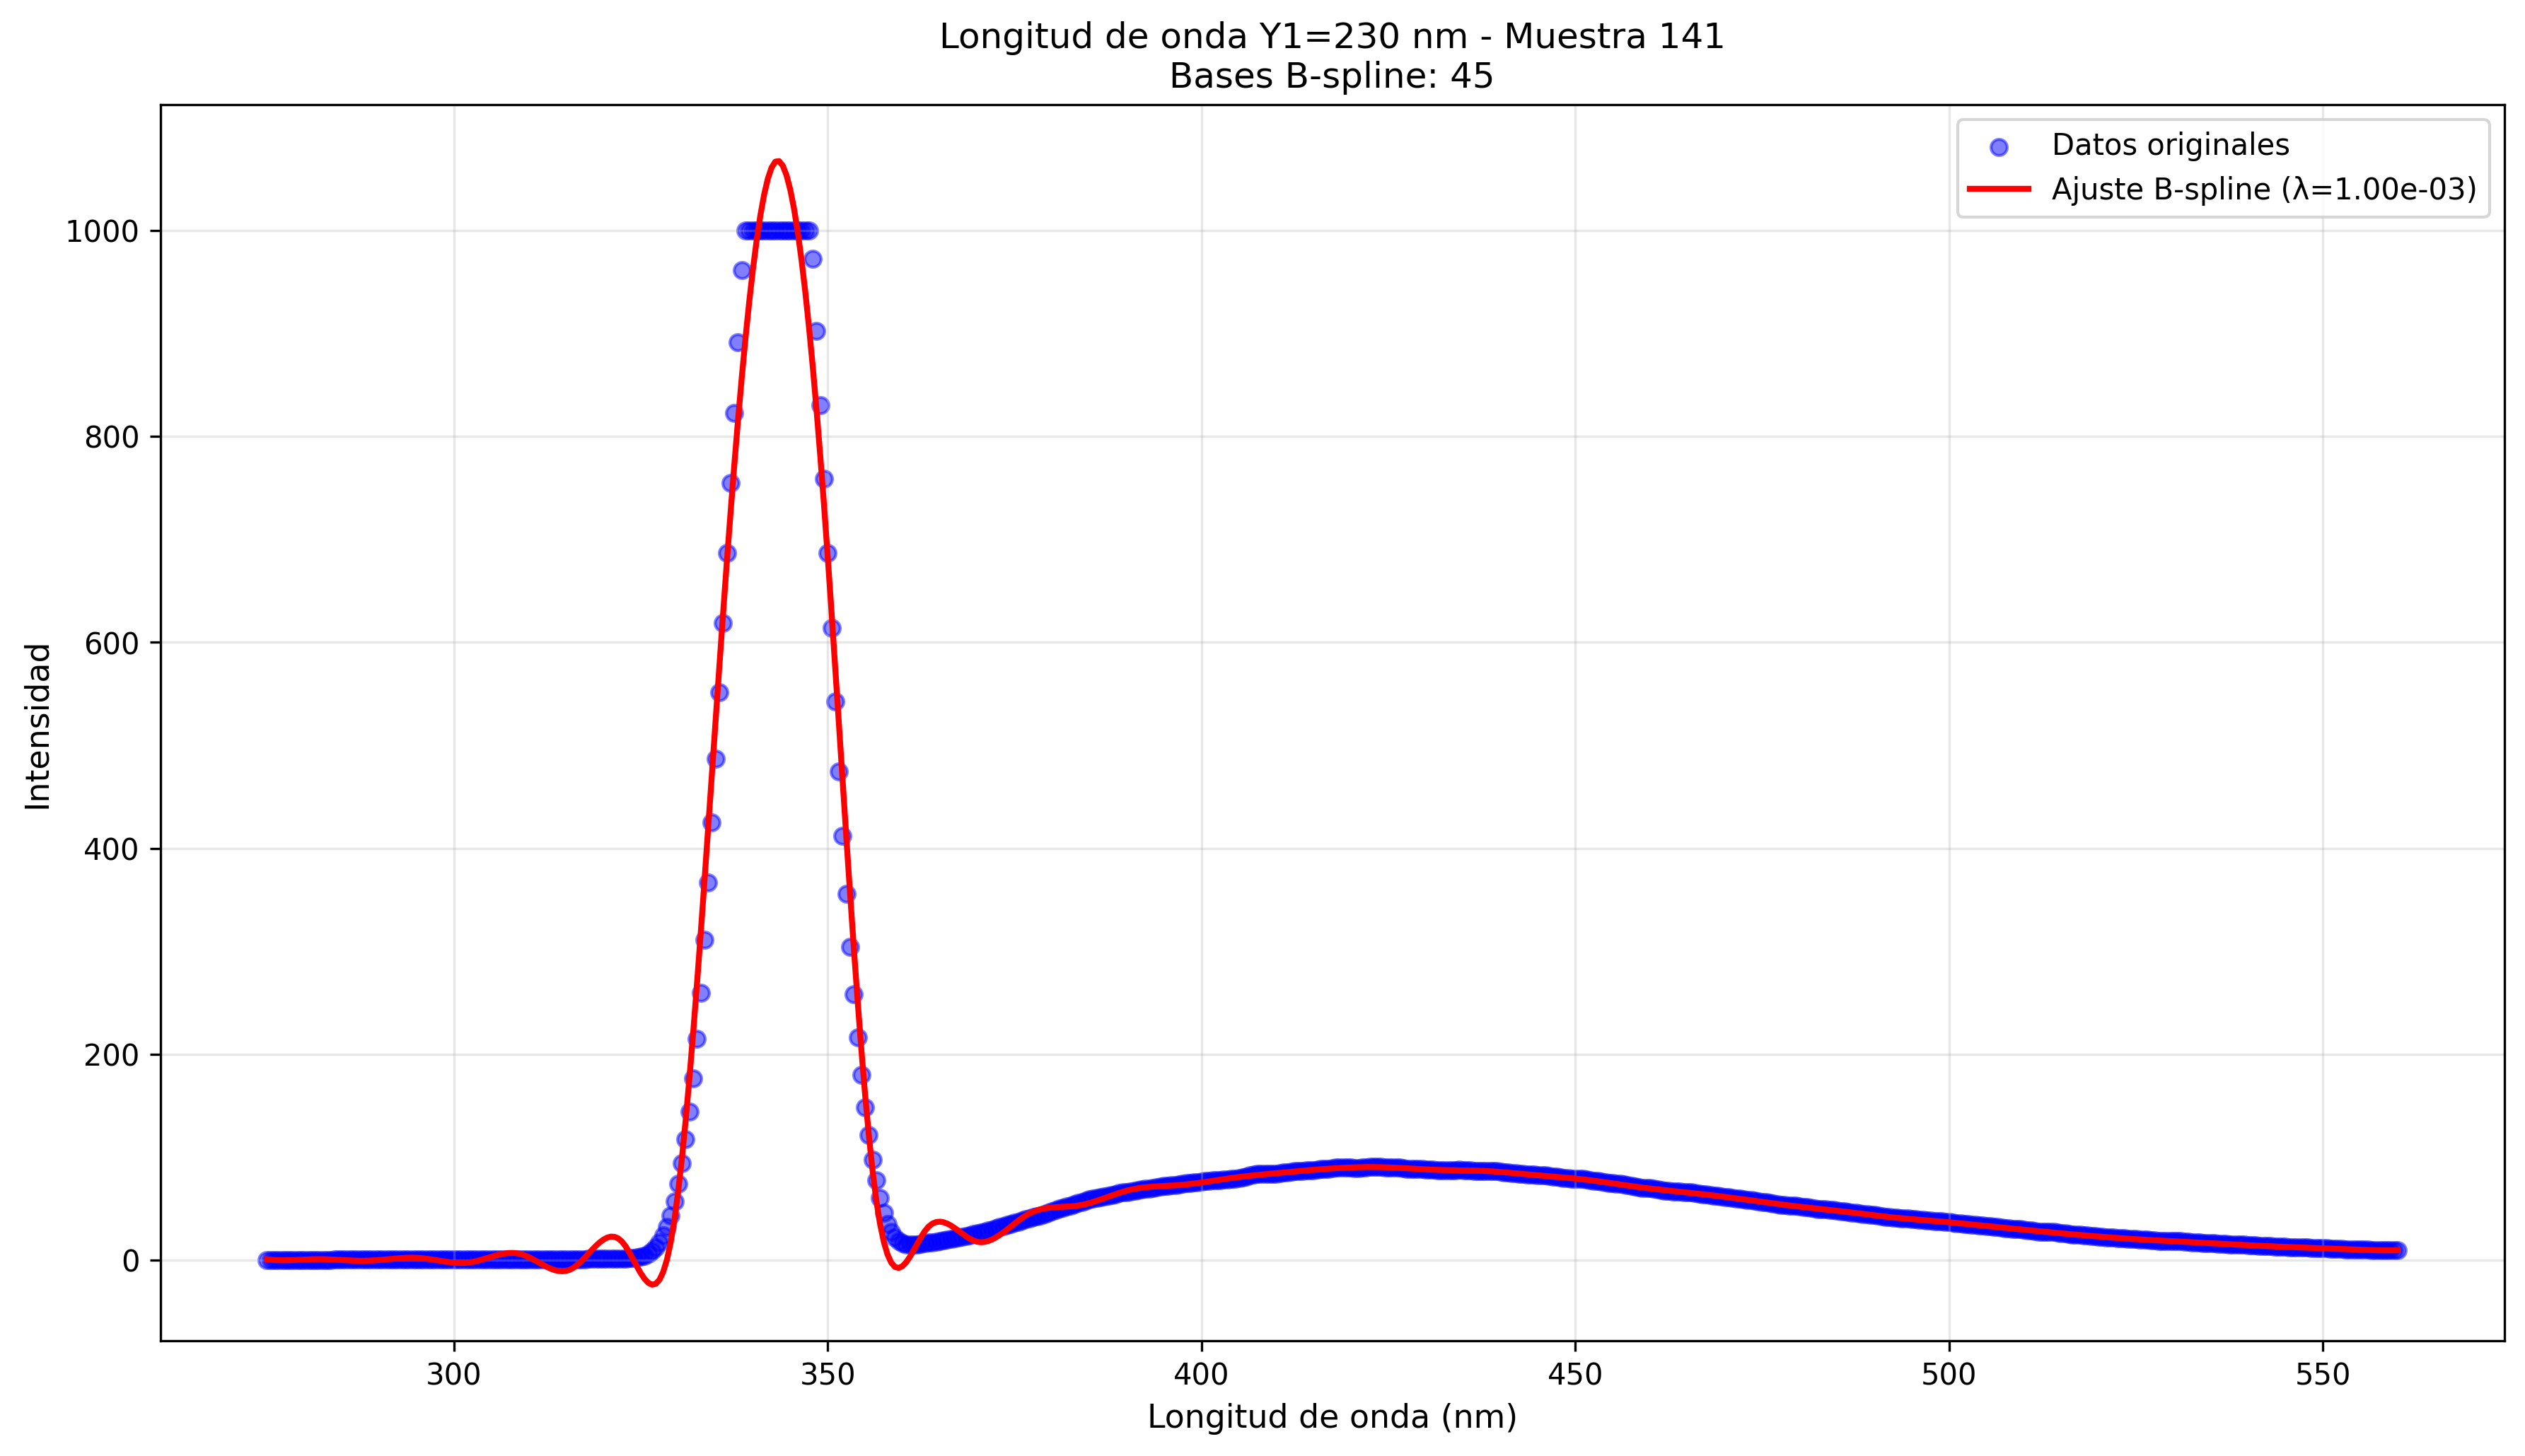 Longitud de onda Y1=230 nm - Muestra 141
Bases B-spline: 45
Datos originales
Ajuste B-spline (λ=1.00e-03)
Intensidad
1000
800
600
400
200
0
300 350 400 450 500 550
Longitud de onda (nm)